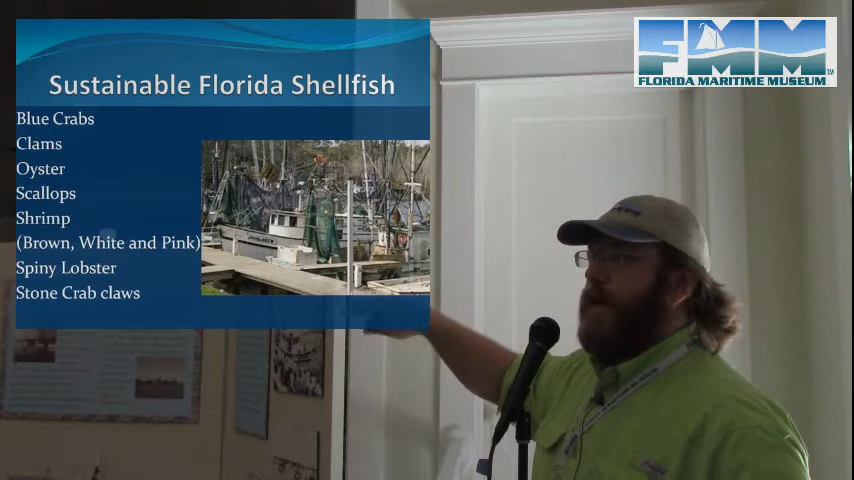 FMM
FLORIDA MARITIME MUSEUM
TM
Sustainable Florida Shellfish
Blue Crabs
Clams
Oyster
Scallops
Shrimp
(Brown, White and Pink)
Spiny Lobster
Stone Crab claws